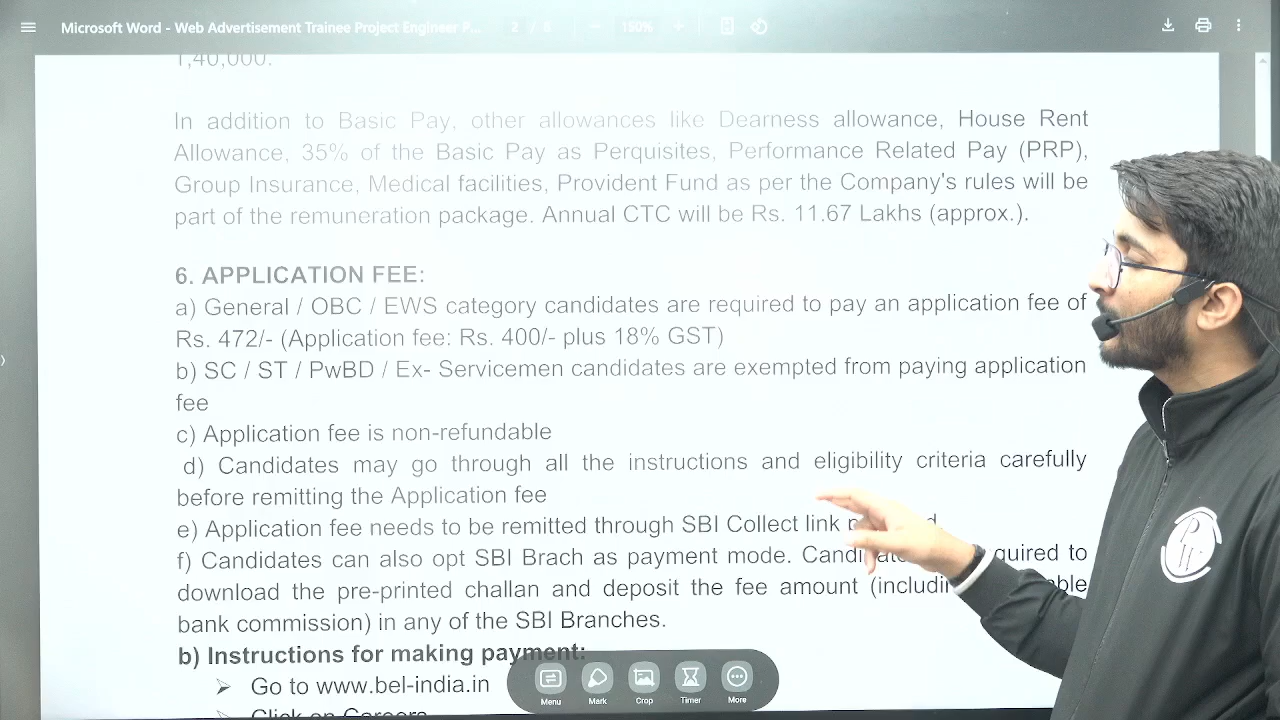 Microsoft Word - Web Advertisement Trainee Project Engineer P... 2 / 6 150%
1,40,000.
In addition to Basic Pay, other allowances like Dearness allowance, House Rent
Allowance, 35% of the Basic Pay as Perquisites, Performance Related Pay (PRP),
Group Insurance, Medical facilities, Provident Fund as per the Company's rules will be
part of the remuneration package. Annual CTC will be Rs. 11.67 Lakhs (approx.).
6. APPLICATION FEE:
a) General / OBC / EWS category candidates are required to pay an application fee of
Rs. 472/- (Application fee: Rs. 400/- plus 18% GST)
b) SC / ST / PwBD / Ex- Servicemen candidates are exempted from paying application
fee
c) Application fee is non-refundable
d) Candidates may go through all the instructions and eligibility criteria carefully
before remitting the Application fee
e) Application fee needs to be remitted through SBI Collect link
f) Candidates can also opt SBI Brach as payment mode.
download the pre-printed challan and deposit the fee amount
bank commission) in any of the SBI Branches.
b) Instructions for making payment:
➢ Go to www.bel-india.in
➢ Click on Careers
Menu Mark Crop Timer More